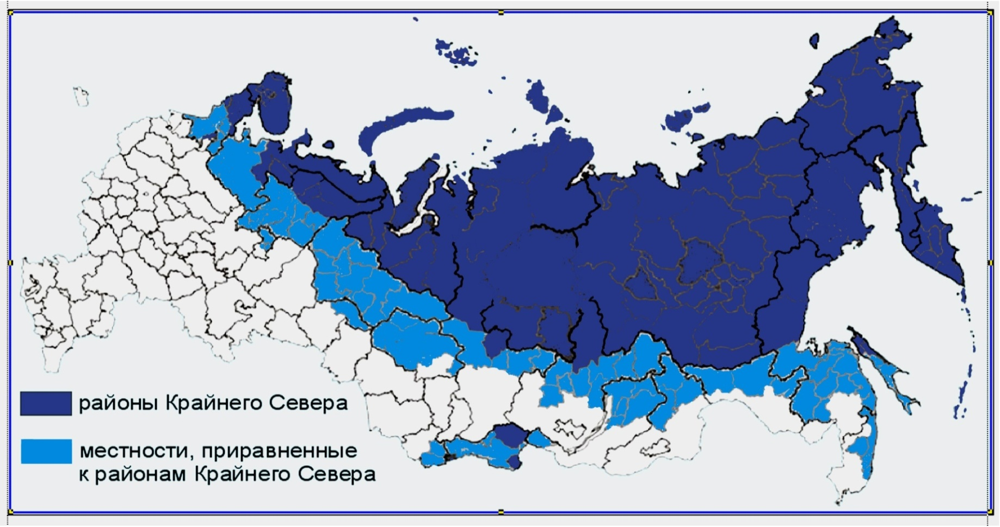 районы Крайнего Севера
местности, приравненные
к районам Крайнего Севера